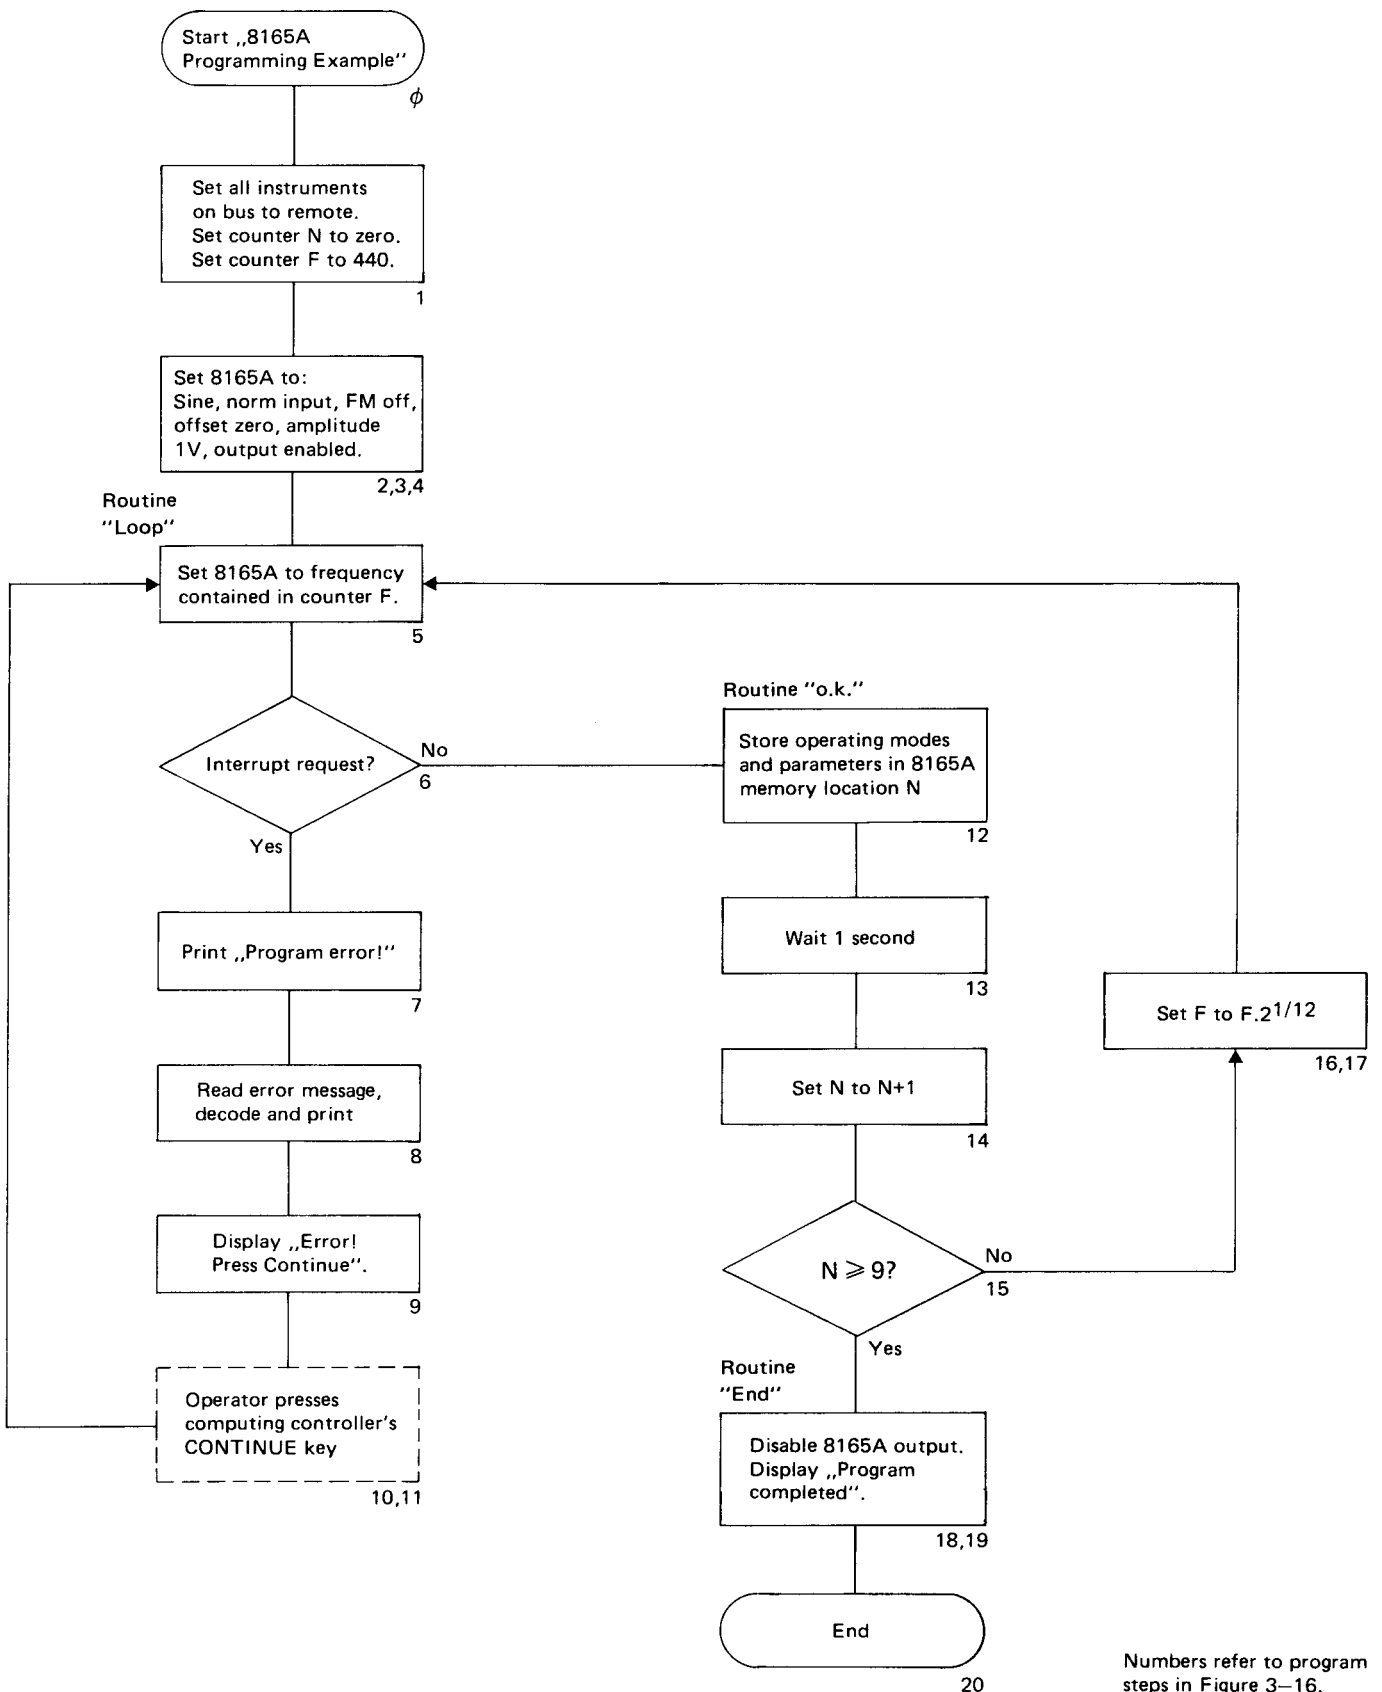 Start ,,8165A
Programming Example"
ϕ
Set all instruments
on bus to remote.
Set counter N to zero.
Set counter F to 440.
1
Set 8165A to:
Sine, norm input, FM off,
offset zero, amplitude
1V, output enabled.
2,3,4
Routine
"Loop"
Set 8165A to frequency
contained in counter F.
5
Interrupt request?
No
6
Yes
Print ,,Program error!"
7
Read error message,
decode and print
8
Display ,,Error!
Press Continue".
9
Operator presses
computing controller's
CONTINUE key
10,11
Routine "o.k."
Store operating modes
and parameters in 8165A
memory location N
12
Wait 1 second
13
Set N to N+1
14
N ⩾ 9?
No
15
Yes
Set F to F.2^1/12
16,17
Routine
"End"
Disable 8165A output.
Display ,,Program
completed".
18,19
End
20
Numbers refer to program
steps in Figure 3–16.